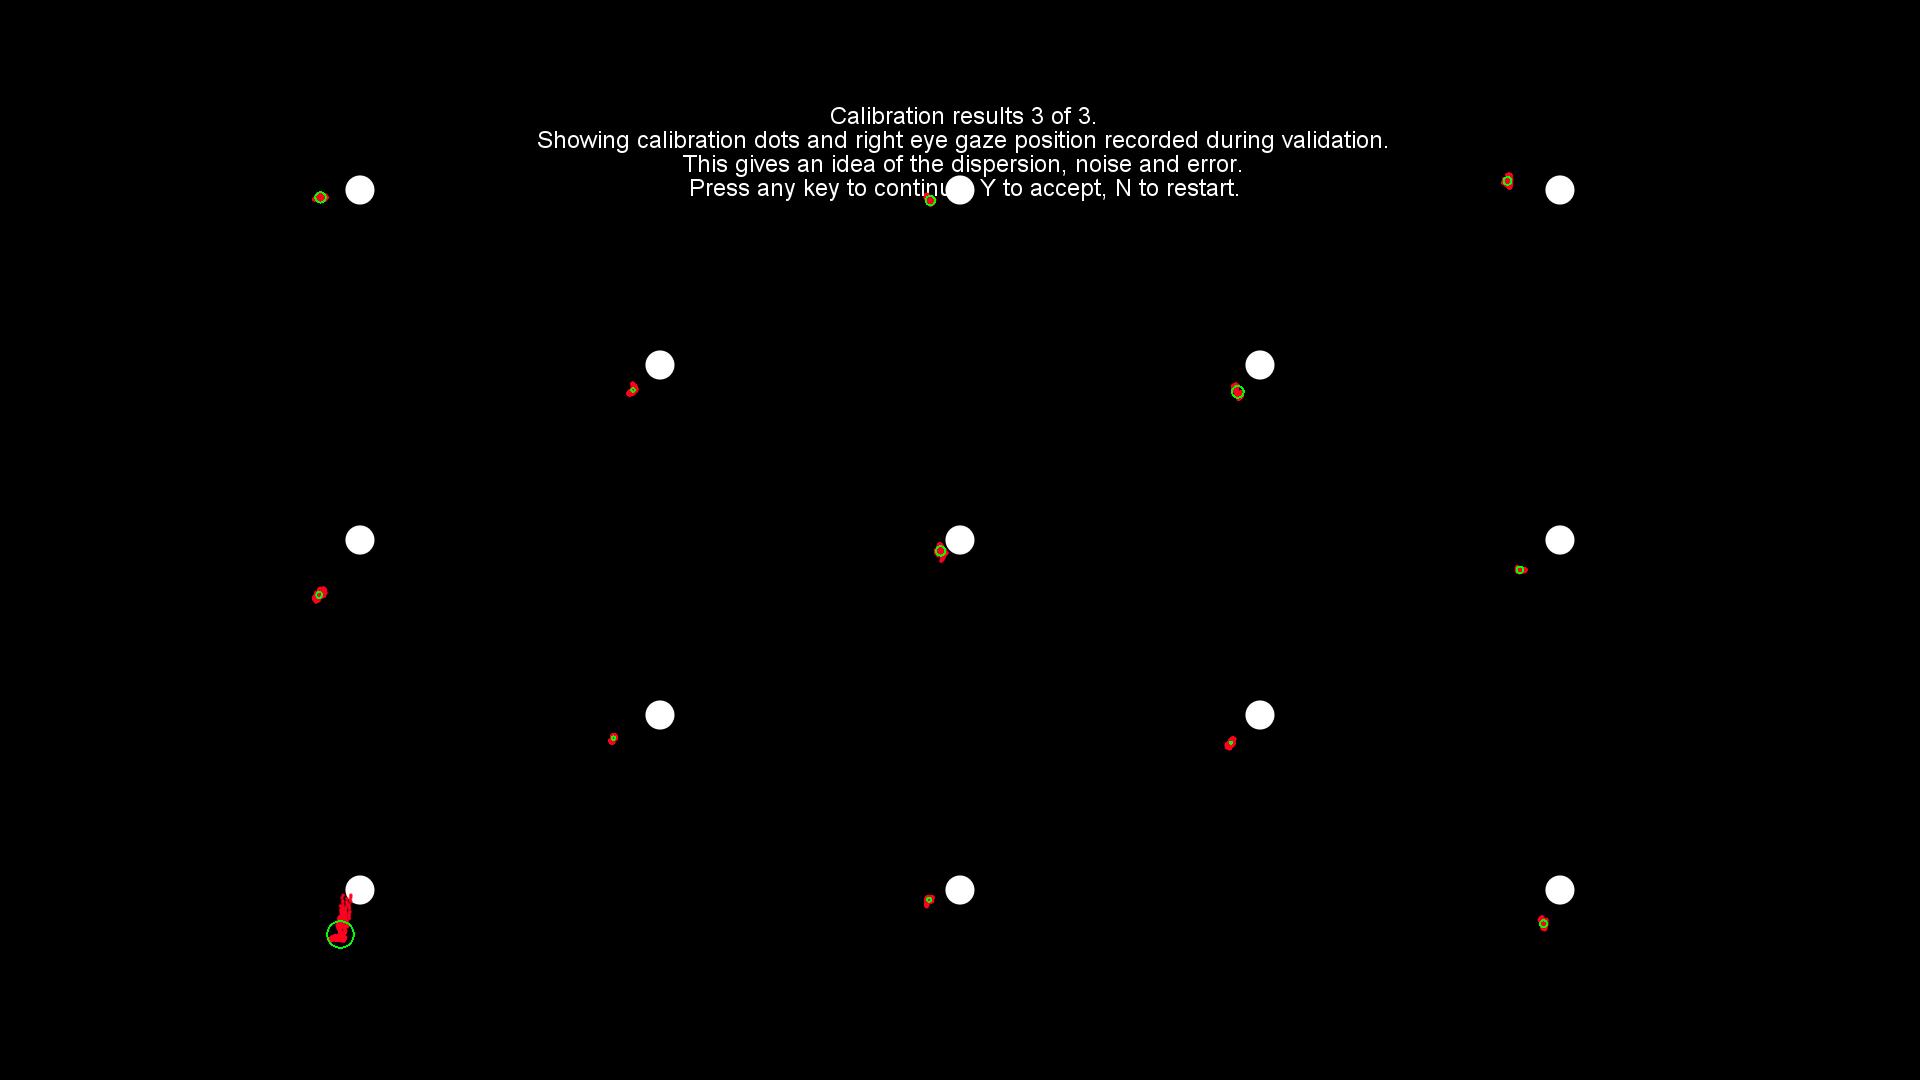 Calibration results 3 of 3.
Showing calibration dots and right eye gaze position recorded during validation.
This gives an idea of the dispersion, noise and error.
Press any key to continu Y to accept, N to restart.